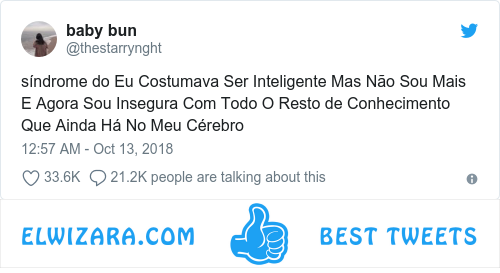 baby bun
@thestarrynght
síndrome do Eu Costumava Ser Inteligente Mas Não Sou Mais
E Agora Sou Insegura Com Todo O Resto de Conhecimento
Que Ainda Há No Meu Cérebro
12:57 AM - Oct 13, 2018
33.6K 21.2K people are talking about this
ELWIZARA.COM BEST TWEETS